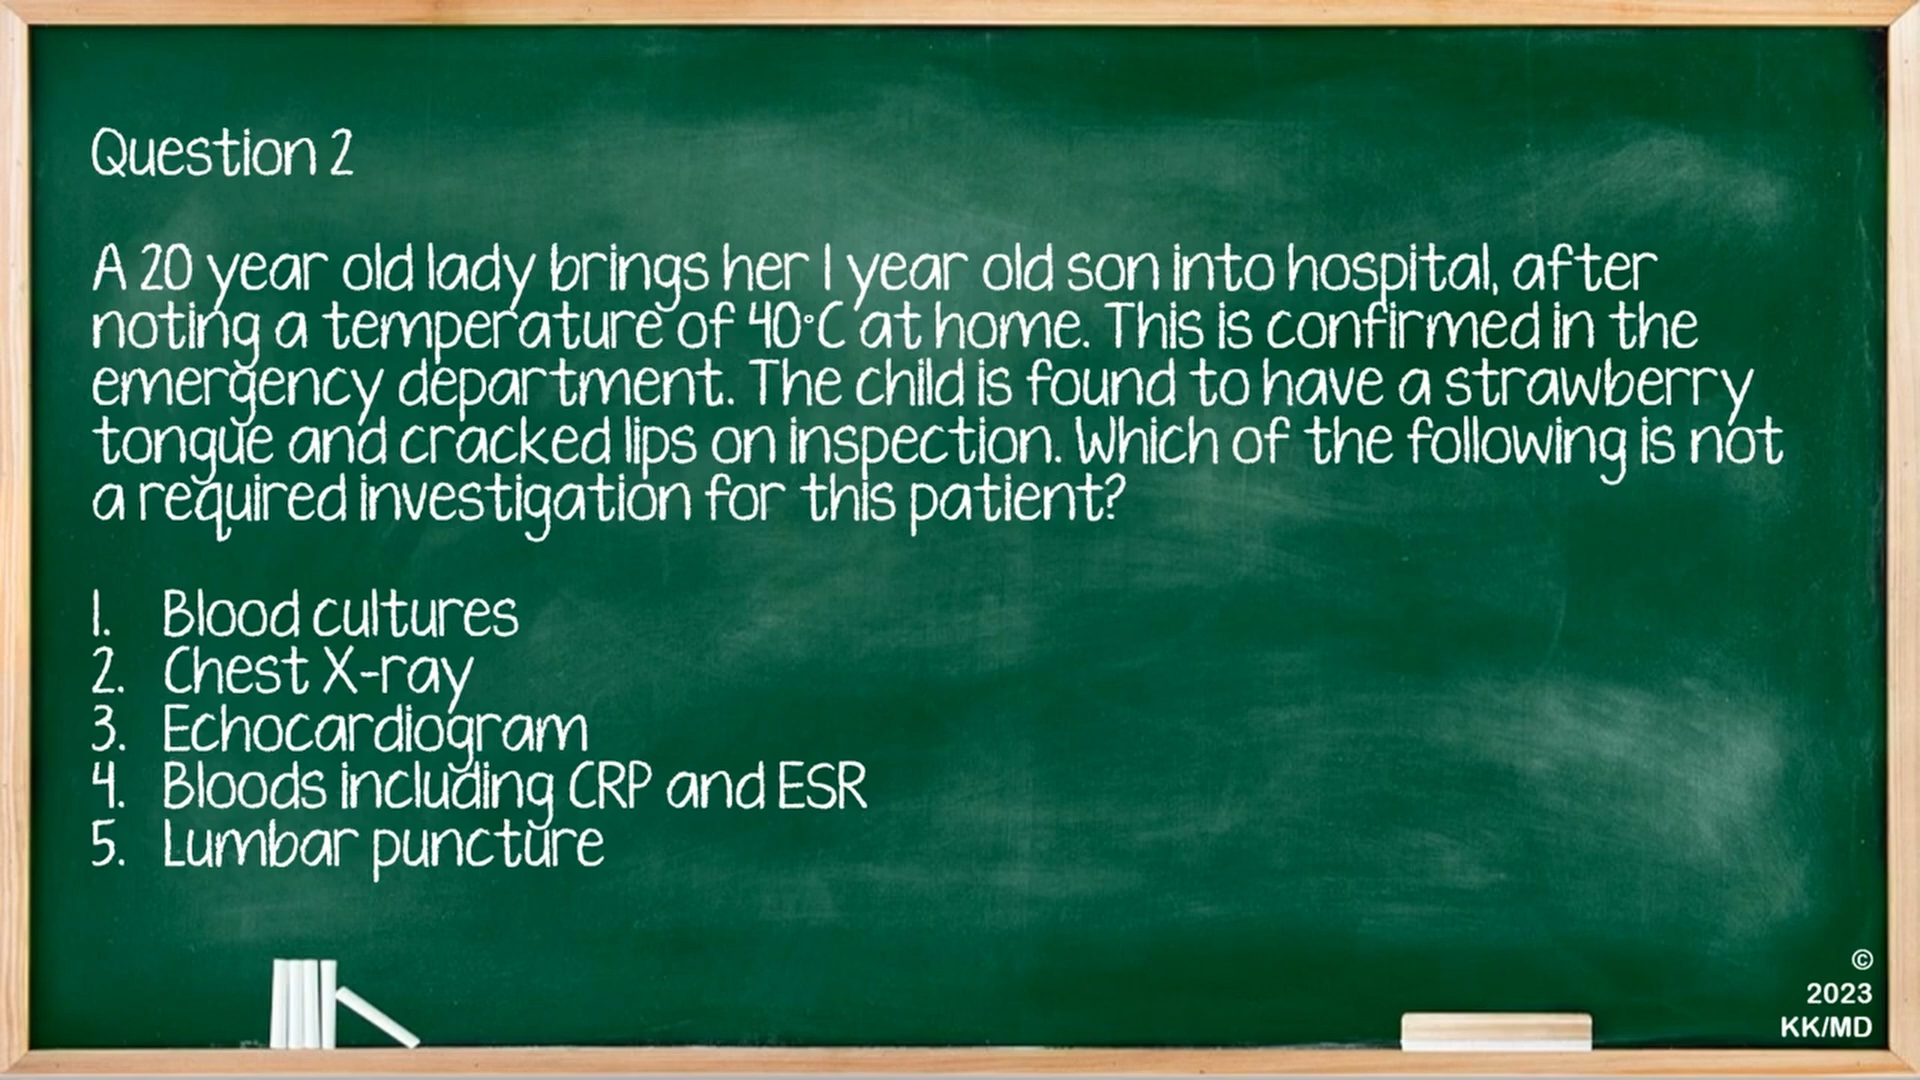 Question 2
A 20 year old lady brings her 1 year old son into hospital, after
noting a temperature of 40°C at home. This is confirmed in the
emergency department. The child is found to have a strawberry
tongue and cracked lips on inspection. Which of the following is not
a required investigation for this patient?
1. Blood cultures
2. Chest X-ray
3. Echocardiogram
4. Bloods including CRP and ESR
5. Lumbar puncture
©
2023
KK/MD